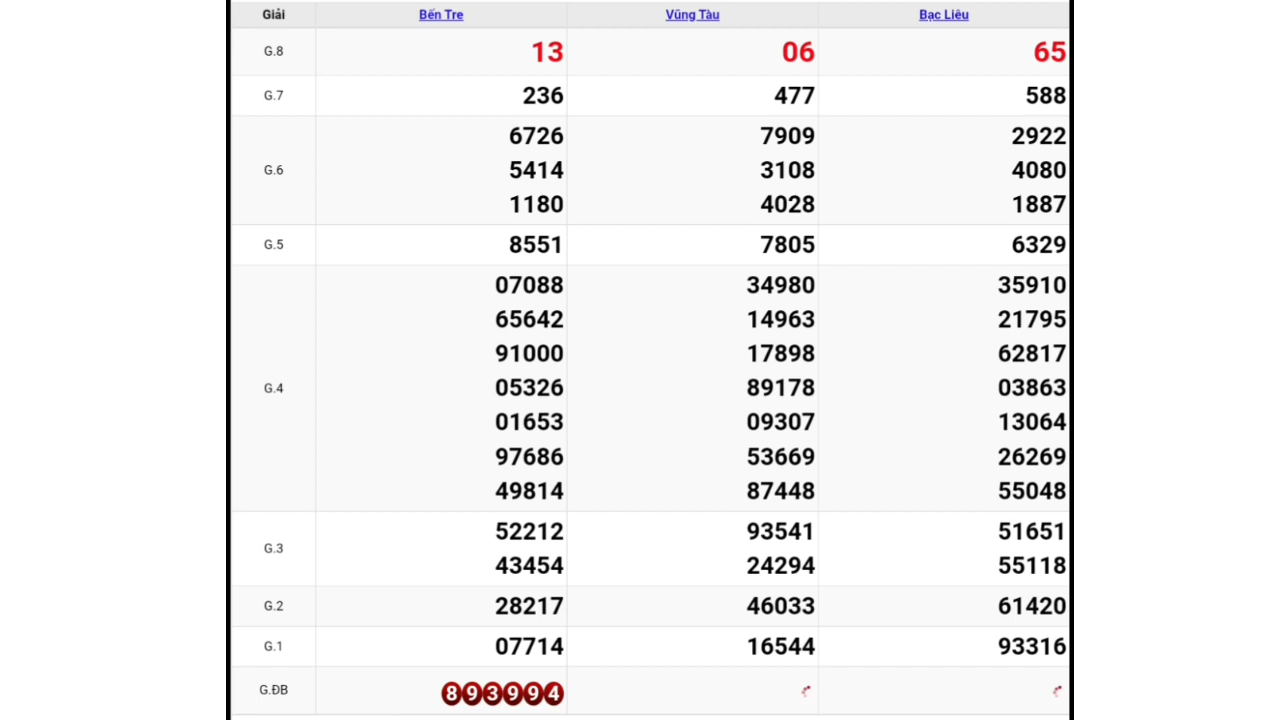 Giải Bến Tre Vũng Tàu Bạc Liêu
G.8 13 06 65
G.7 236 477 588
6726 7909 2922
G.6 5414 3108 4080
1180 4028 1887
G.5 8551 7805 6329
07088 34980 35910
65642 14963 21795
91000 17898 62817
G.4 05326 89178 03863
01653 09307 13064
97686 53669 26269
49814 87448 55048
52212 93541 51651
G.3
43454 24294 55118
G.2 28217 46033 61420
G.1 07714 16544 93316
G.ĐB 893994